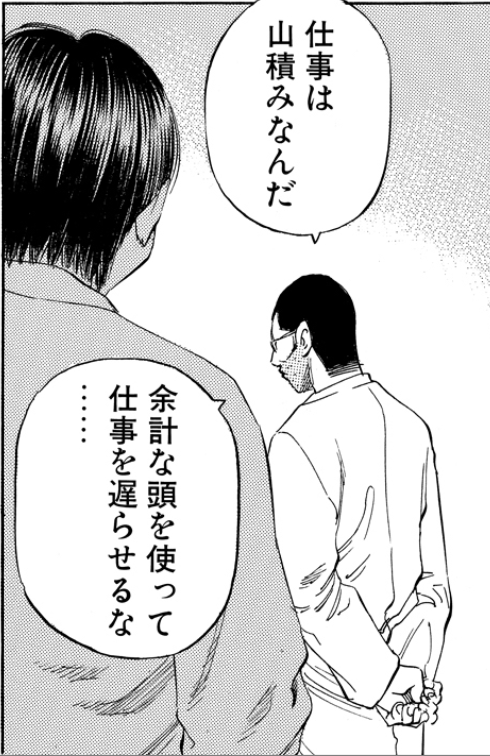 仕事は
山積みなんだ
余計な頭を使って
仕事を遅らせるな
……